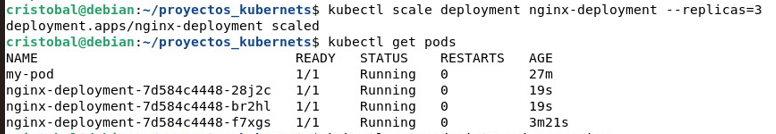 cristobal@debian:~/proyectos_kubernets$ kubectl scale deployment nginx-deployment --replicas=3
deployment.apps/nginx-deployment scaled
cristobal@debian:~/proyectos_kubernets$ kubectl get pods
NAME READY STATUS RESTARTS AGE
my-pod 1/1 Running 0 27m
nginx-deployment-7d584c4448-28j2c 1/1 Running 0 19s
nginx-deployment-7d584c4448-br2hl 1/1 Running 0 19s
nginx-deployment-7d584c4448-f7xgs 1/1 Running 0 3m21s